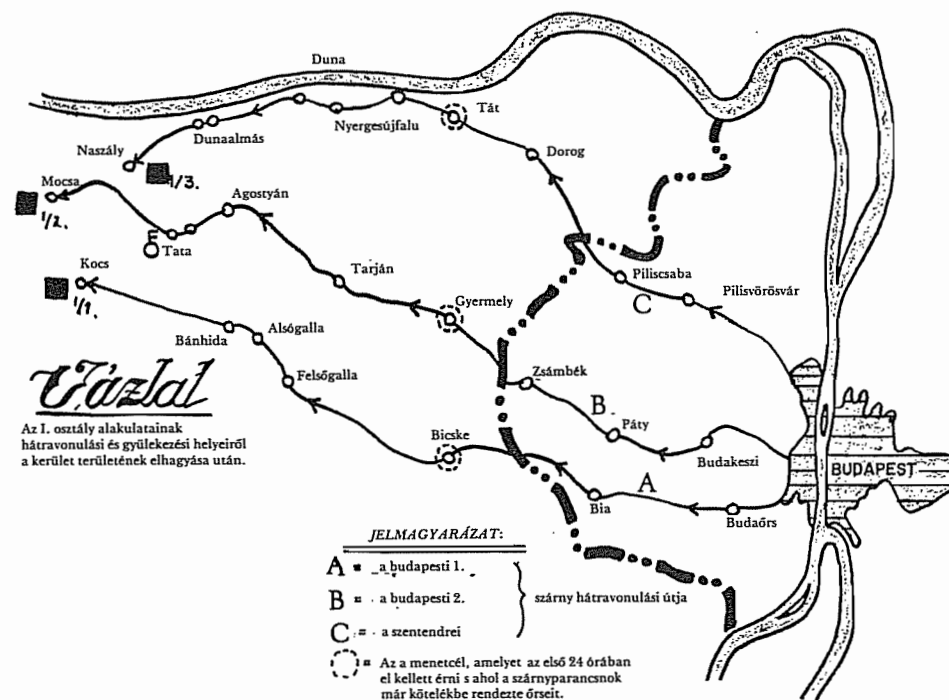 Duna
Tát
Nyergesújfalu
Dunaalmás
Naszály
1/3.
Dorog
Mocsa
1/2.
Agostyán
Tata
Piliscsaba
Pilisvörösvár
C
Kocs
1/1.
Tarján
Gyermely
Bánhida
Alsógalla
Felsőgalla
Zsámbék
B
Páty
Budakeszi
Bicske
BUDAPEST
A
Bia
Budaörs
Vázlat
Az I. osztály alakulatainak
hátravonulási és gyülekezési helyeiről
a kerület területének elhagyása után.
JELMAGYARÁZAT:
A = a budapesti 1.
B = a budapesti 2.
C = a szentendrei
szárny hátravonulási útja
= Az a menetcél, amelyet az első 24 órában
el kellett érni s ahol a szárnyparancsnok
már kötelékbe rendezte őrseit.